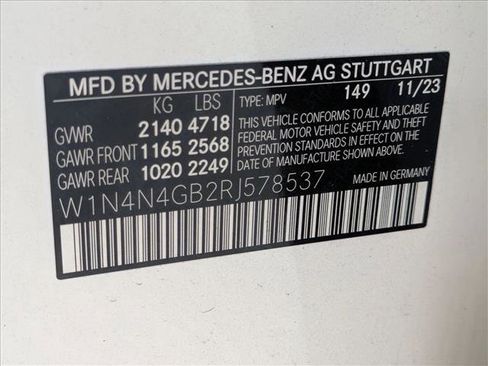 MFD BY MERCEDES-BENZ AG STUTTGART
KG LBS TYPE: MPV 149 11/23
GVWR 2140 4718
GAWR FRONT 1165 2568
GAWR REAR 1020 2249
THIS VEHICLE CONFORMS TO ALL APPLICABLE
FEDERAL MOTOR VEHICLE SAFETY AND THEFT
PREVENTION STANDARDS IN EFFECT ON THE
DATE OF MANUFACTURE SHOWN ABOVE.
W1N4N4GB2RJ578537
MADE IN GERMANY